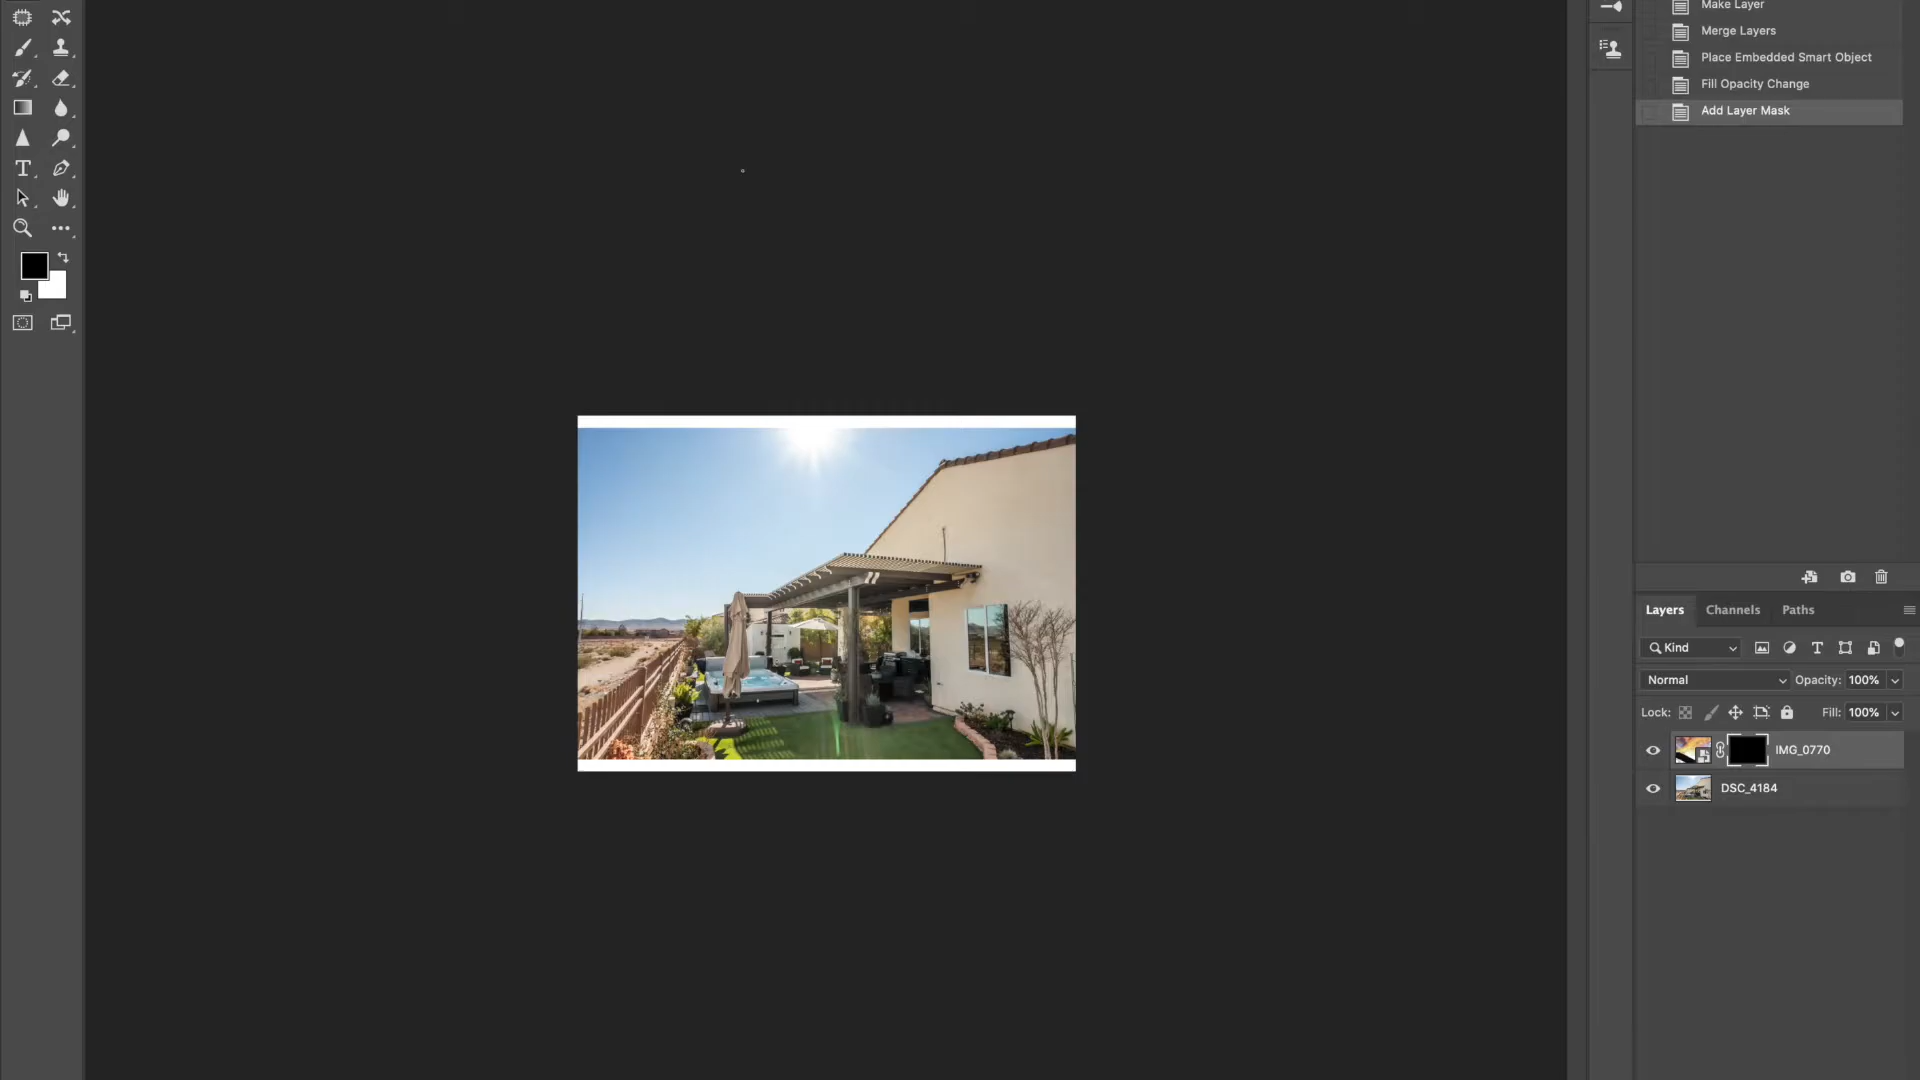 Make Layer
Merge Layers
Place Embedded Smart Object
Fill Opacity Change
Add Layer Mask
Layers Channels Paths
Kind
Normal Opacity: 100%
Lock: Fill: 100%
IMG_0770
DSC_4184